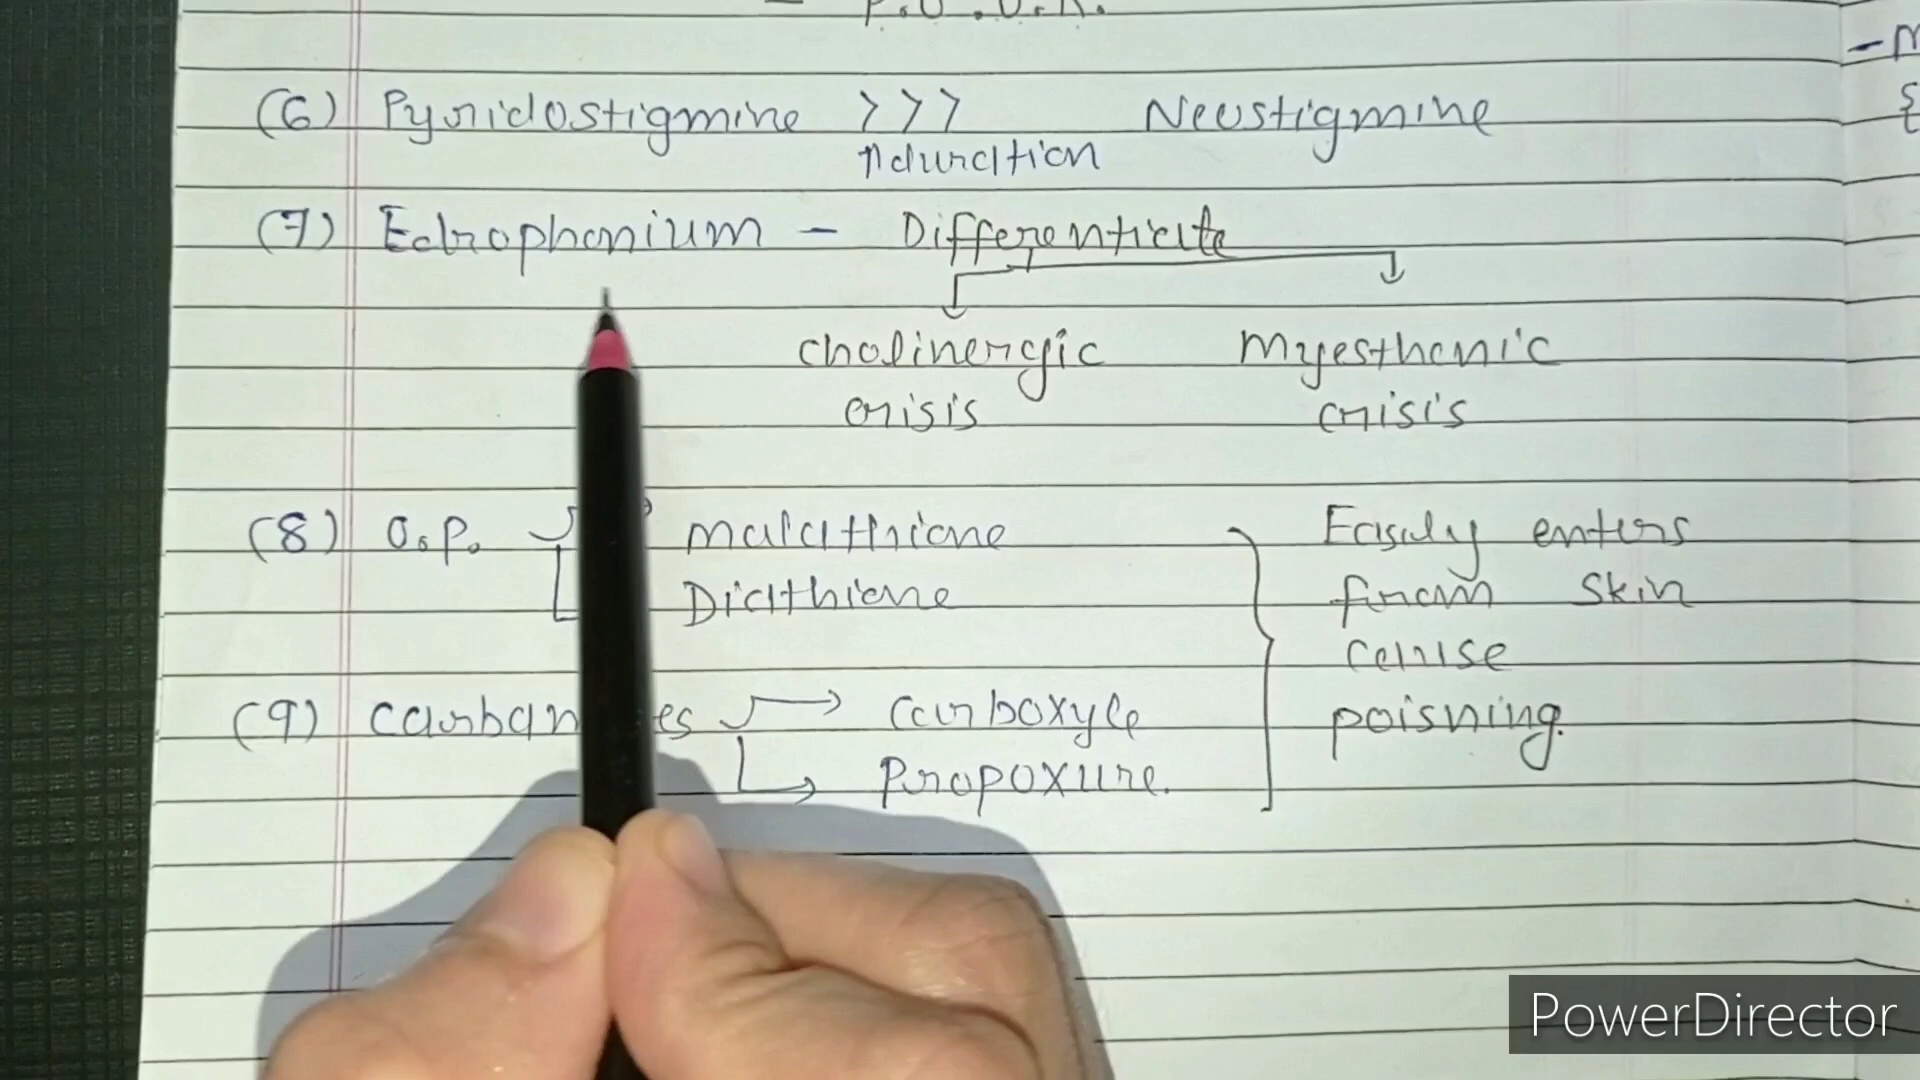 (6) Pyridostigmine >>> Neostigmine
↑duration
(7) Edrophonium - Differentiate
cholinergic Myesthenic
crisis crisis
(8) O.P. → Malathione Easily enters
Diathione from skin
cause
(9) carbam es → Carboxyle poisning.
↳ Propoxure.
PowerDirector